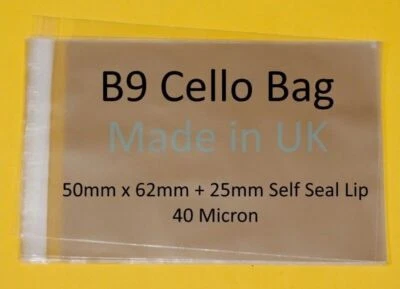 B9 Cello Bag
Made in UK
50mm x 62mm + 25mm Self Seal Lip
40 Micron